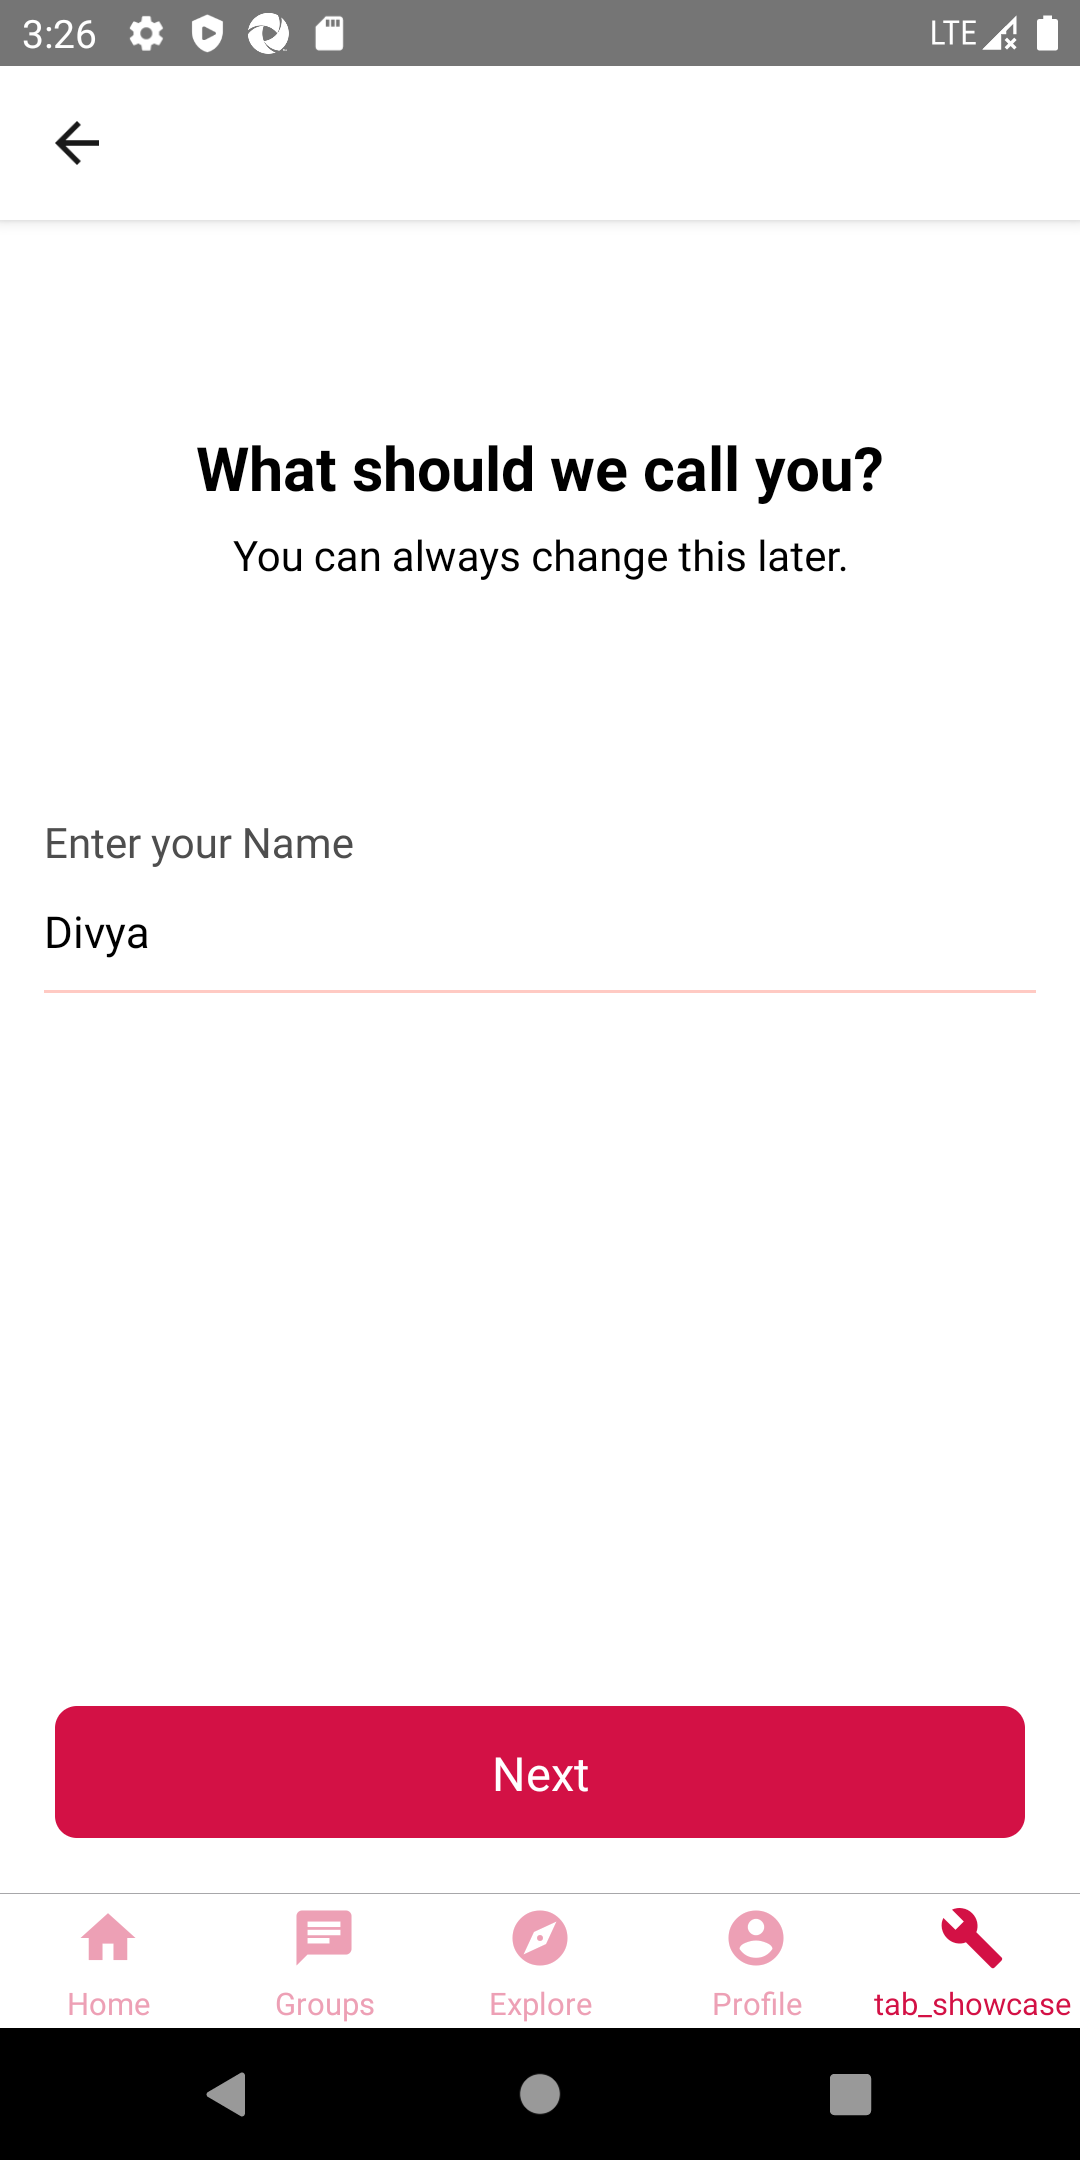 3:26
LTE
What should we call you?
You can always change this later.
Enter your Name
Divya
Next
Home Groups Explore Profile tab_showcase